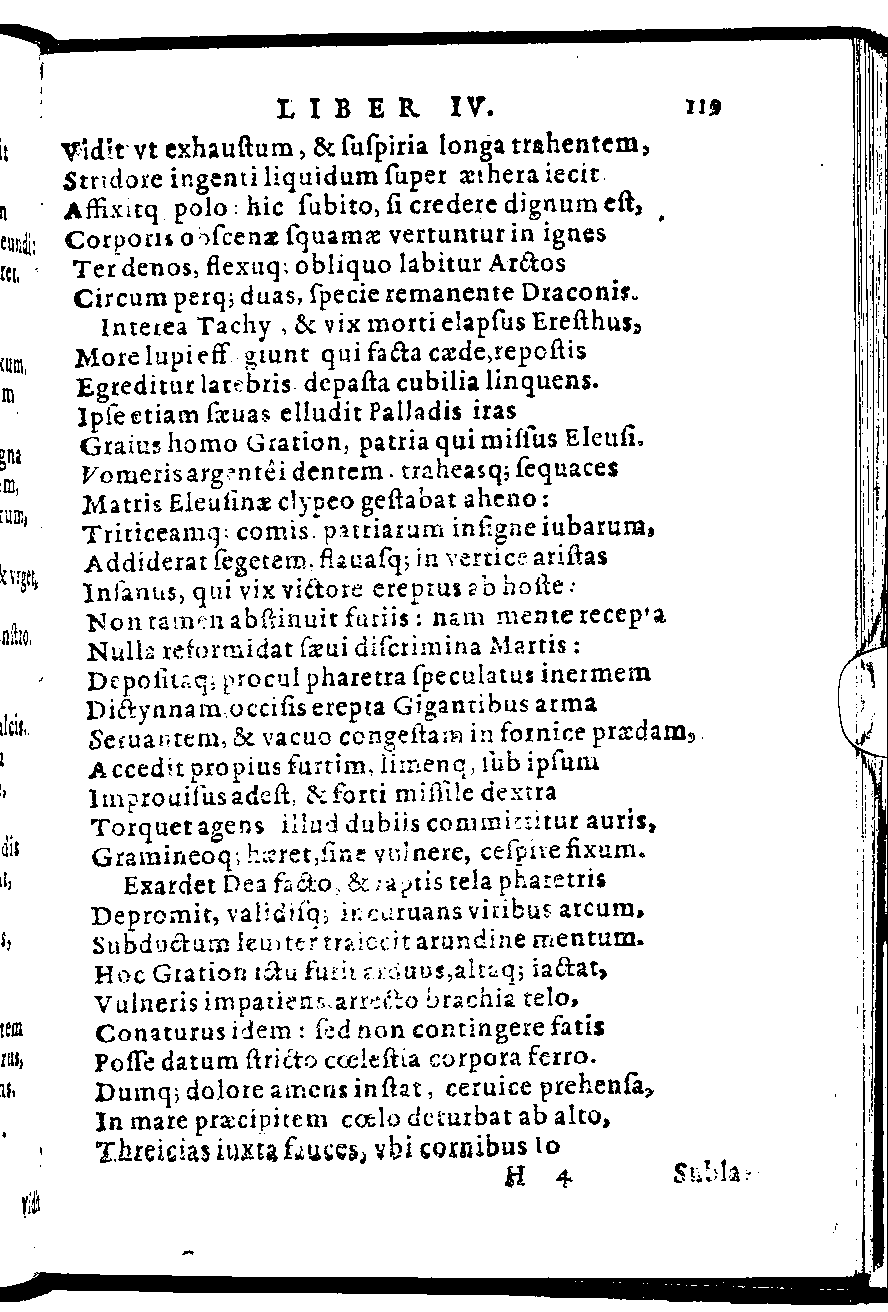 LIBER IV. 119
Vidit vt exhauſtum, & ſuſpiria longa trahentem,
Stridore ingenti liquidum ſuper æthera iecit
Affixitq polo: hic ſubito, ſi credere dignum eſt,
Corporis obſcenæ ſquamæ vertuntur in ignes
Ter denos, flexuq; obliquo labitur Arctos
Circum perq; duas, ſpecie remanente Draconis.
Interea Tachy , & vix morti elapſus Ereſthus,
More lupi eff giunt qui facta cæde, repoſtis
Egreditur latebris depaſta cubilia linquens.
Ipſe etiam ſæuas elludit Palladis iras
Graius homo Gration, patria qui miſſus Eleuſi.
Vomeris argentêi dentem. traheasq; ſequaces
Matris Eleuſinæ clypeo geſtabat aheno:
Triticeamq: comis. patriarum inſigne iubarum,
Addiderat ſegetem, flauaſq; in vertice ariſtas
Inſanus, qui vix victore ereptus ab hoſte:
Non tamen abſtinuit furiis: nam mente recepta
Nulla reformidat ſæui diſcrimina Martis:
Depoſitaq; procul pharetra ſpeculatus inermem
Dictynnam occiſis erepta Gigantibus arma
Seruantem, & vacuo congeſtam in fornice prædam,
Accedit propius furtim, limenq, ſub ipſum
Improuiſus adeſt, & forti miſſile dextra
Torquet agens illud dubiis committitur auris,
Gramineoq; hæret, ſine vulnere, ceſpite fixum.
Exardet Dea facto, & raptis tela pharetris
Depromit, validiſq; incuruans viribus arcum,
Subductum leuiter traiecit arundine mentum.
Hoc Gration ictu furit arduus, altaq; iactat,
Vulneris impatiens arrecto brachia telo,
Conaturus idem: ſed non contingere fatis
Poſſe datum ſtricto cœleſtia corpora ferro.
Dumq; dolore amens inſtat, ceruice prehenſa,
In mare præcipitem cœlo deturbat ab alto,
Threicias iuxta fauces, vbi cornibus Io
H 4 Subla-